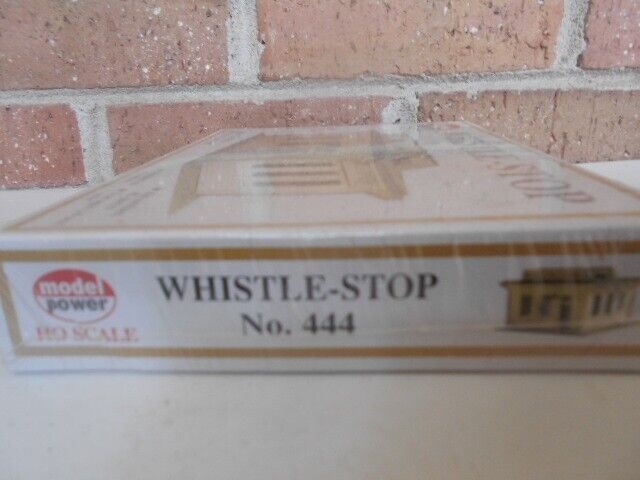 WHISTLE-STOP
No. 444
model
power
HO SCALE